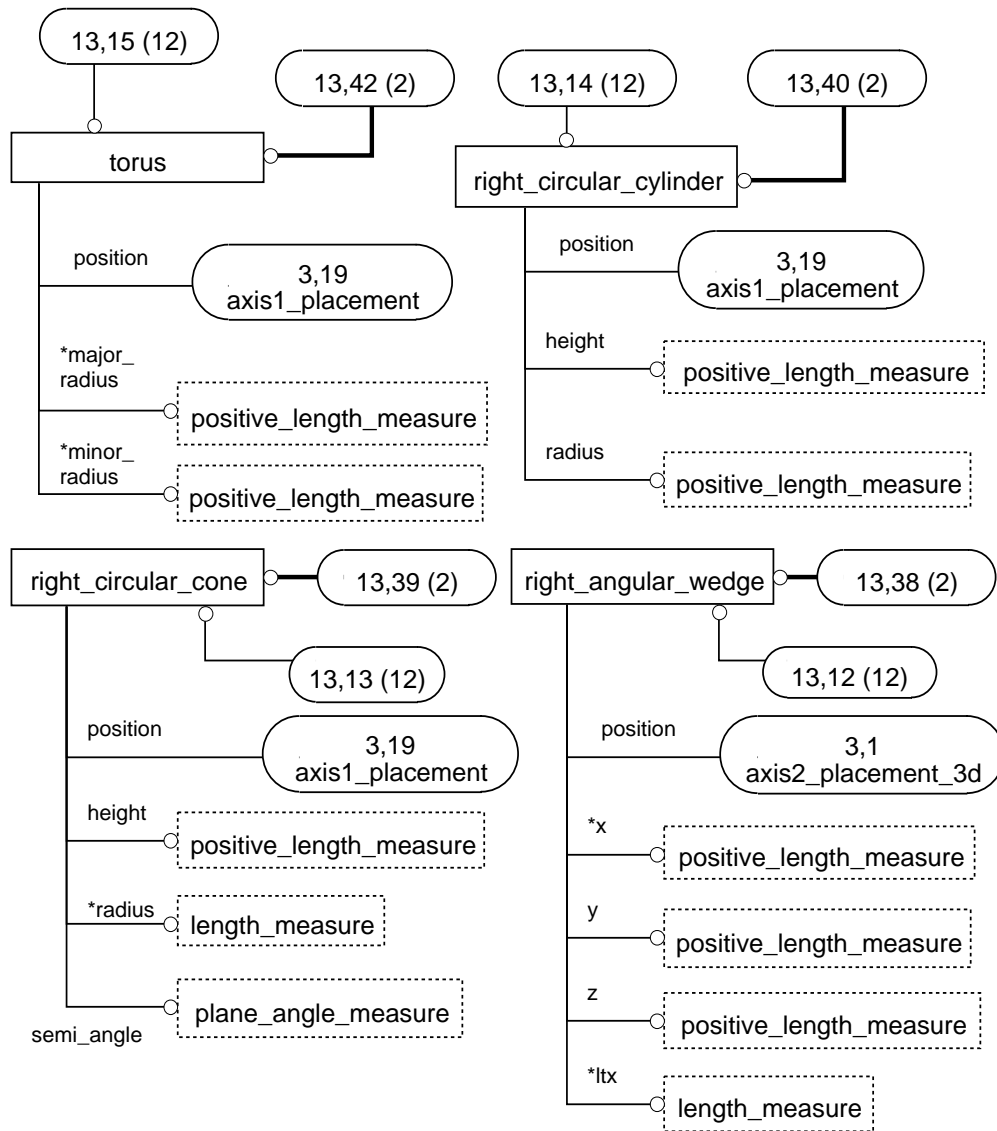 13,15 (12)
13,42 (2)
torus
position
3,19
axis1_placement
*major_
radius
positive_length_measure
*minor_
radius
positive_length_measure
13,14 (12)
13,40 (2)
right_circular_cylinder
position
3,19
axis1_placement
height
positive_length_measure
radius
positive_length_measure
right_circular_cone
13,39 (2)
13,13 (12)
position
3,19
axis1_placement
height
positive_length_measure
*radius
length_measure
plane_angle_measure
semi_angle
right_angular_wedge
13,38 (2)
13,12 (12)
position
3,1
axis2_placement_3d
*x
positive_length_measure
y
positive_length_measure
z
positive_length_measure
*ltx
length_measure